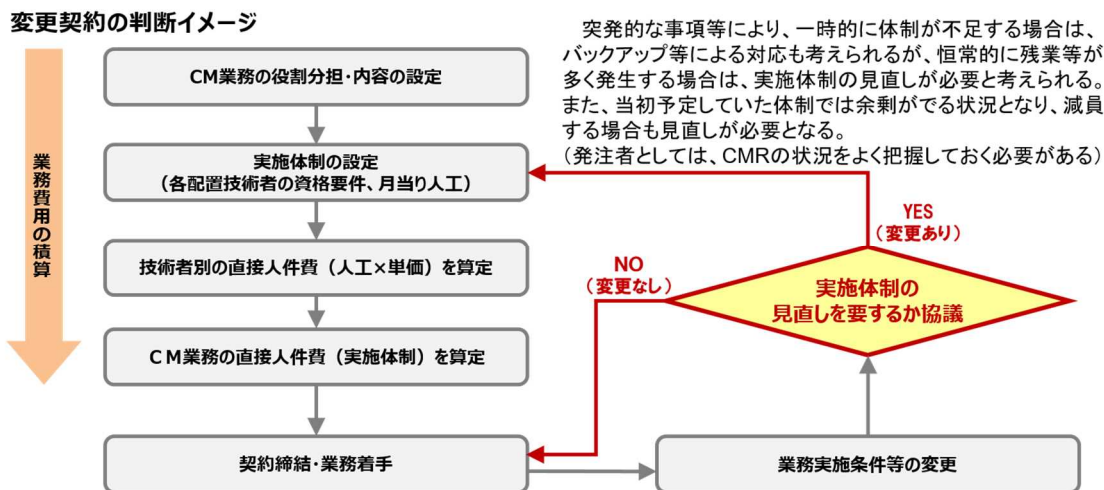 変更契約の判断イメージ
突発的な事項等により、一時的に体制が不足する場合は、
バックアップ等による対応も考えられるが、恒常的に残業等が
多く発生する場合は、実施体制の見直しが必要と考えられる。
また、当初予定していた体制では余剰がでる状況となり、減員
する場合も見直しが必要となる。
(発注者としては、CMRの状況をよく把握しておく必要がある)
業務費用の積算
CM業務の役割分担・内容の設定
実施体制の設定
(各配置技術者の資格要件、月当り人工)
技術者別の直接人件費(人工×単価)を算定
CM業務の直接人件費(実施体制)を算定
契約締結・業務着手
YES
(変更あり)
NO
(変更なし)
実施体制の
見直しを要するか協議
業務実施条件等の変更